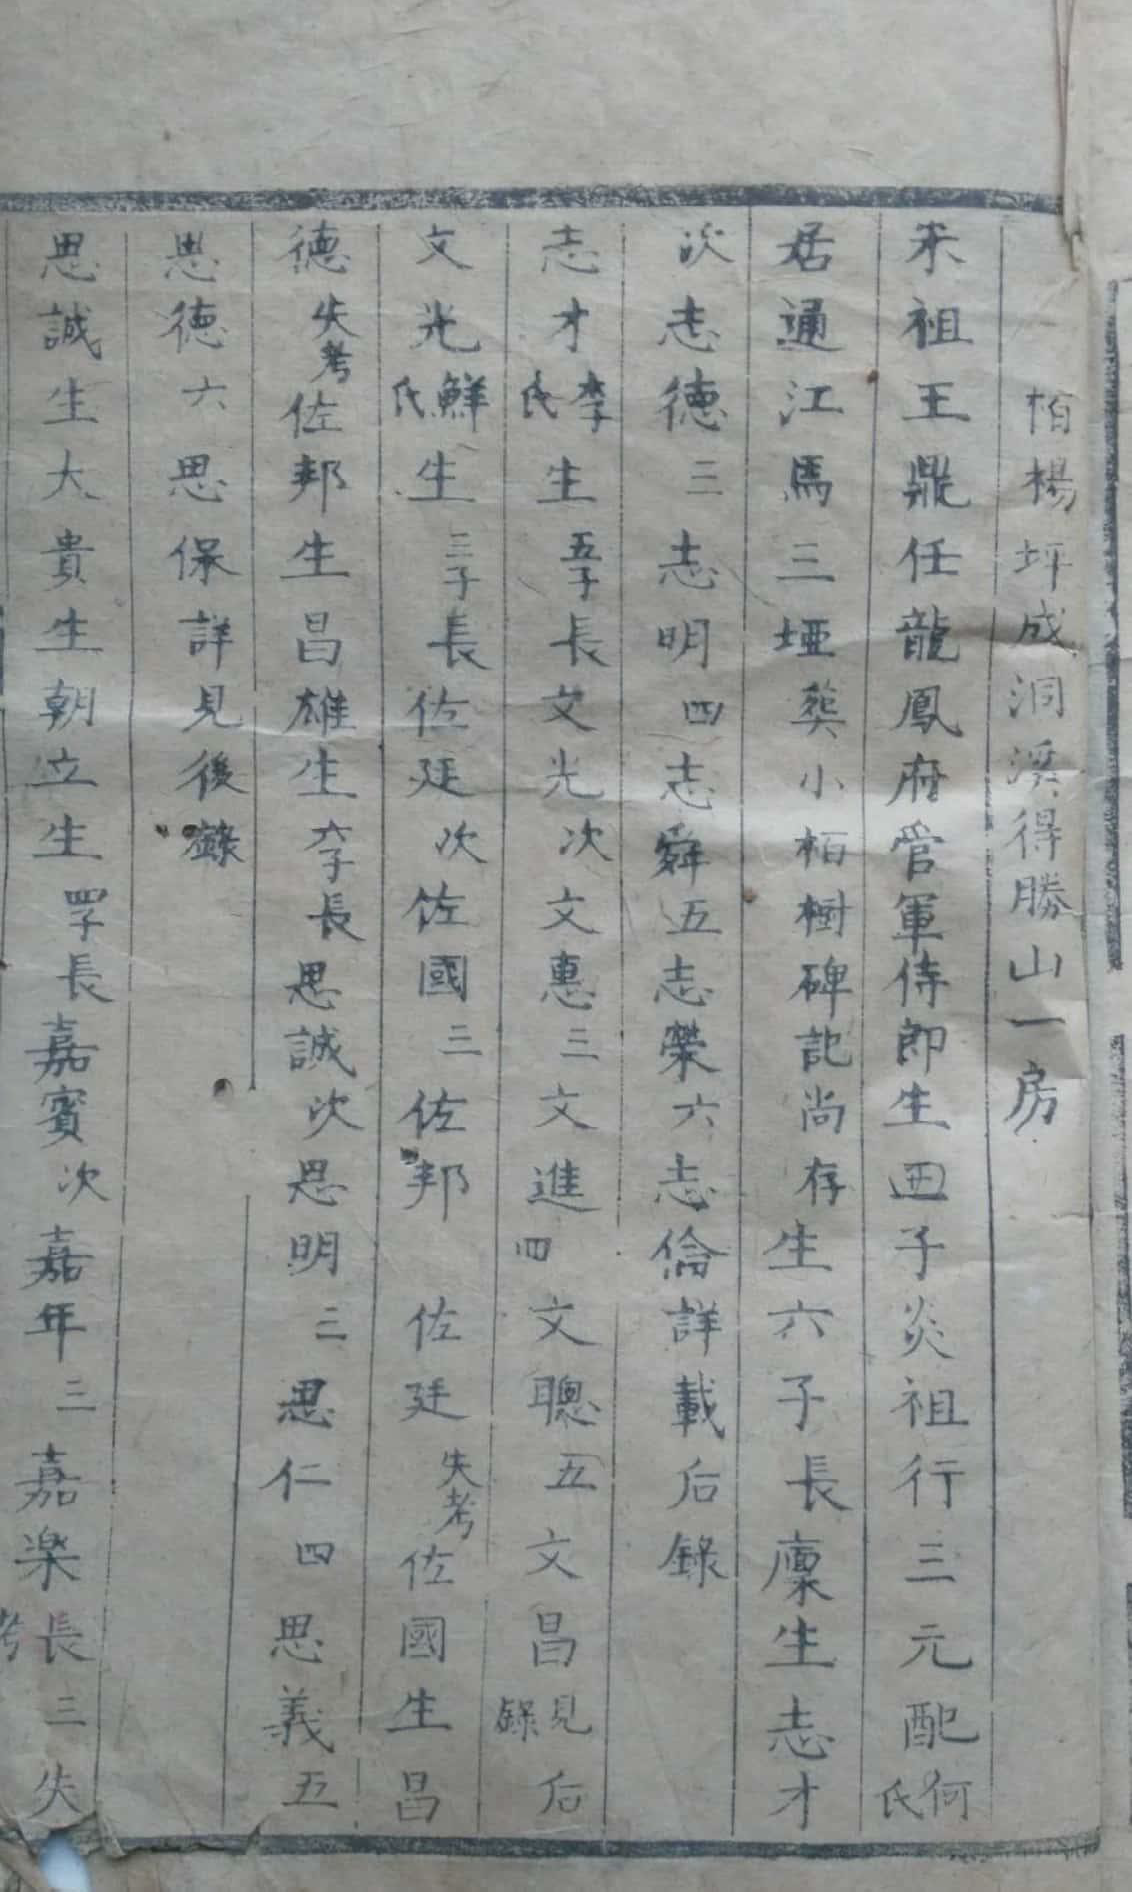 栢楊坪成洞溪得勝山一房
來祖王鼎任龍鳳府管軍侍郎生四子炎祖行三元配何氏
居通江馬三埡葬小栢樹碑記尚存生六子長廩生志才
次志德三志明四志舜五志榮六志倫詳載后錄
志才李氏生五子長文光次文惠三文進四文聰五文昌見后錄
文光鮮氏生三子長佐廷次佐國三佐邦 佐廷失考佐國生昌
德失考佐邦生昌雄生六子長思誠次思明三思仁四思義五
思德六思保詳見後錄
思誠生大貴生朝立生四子長嘉賓次嘉年三嘉楽長三失考